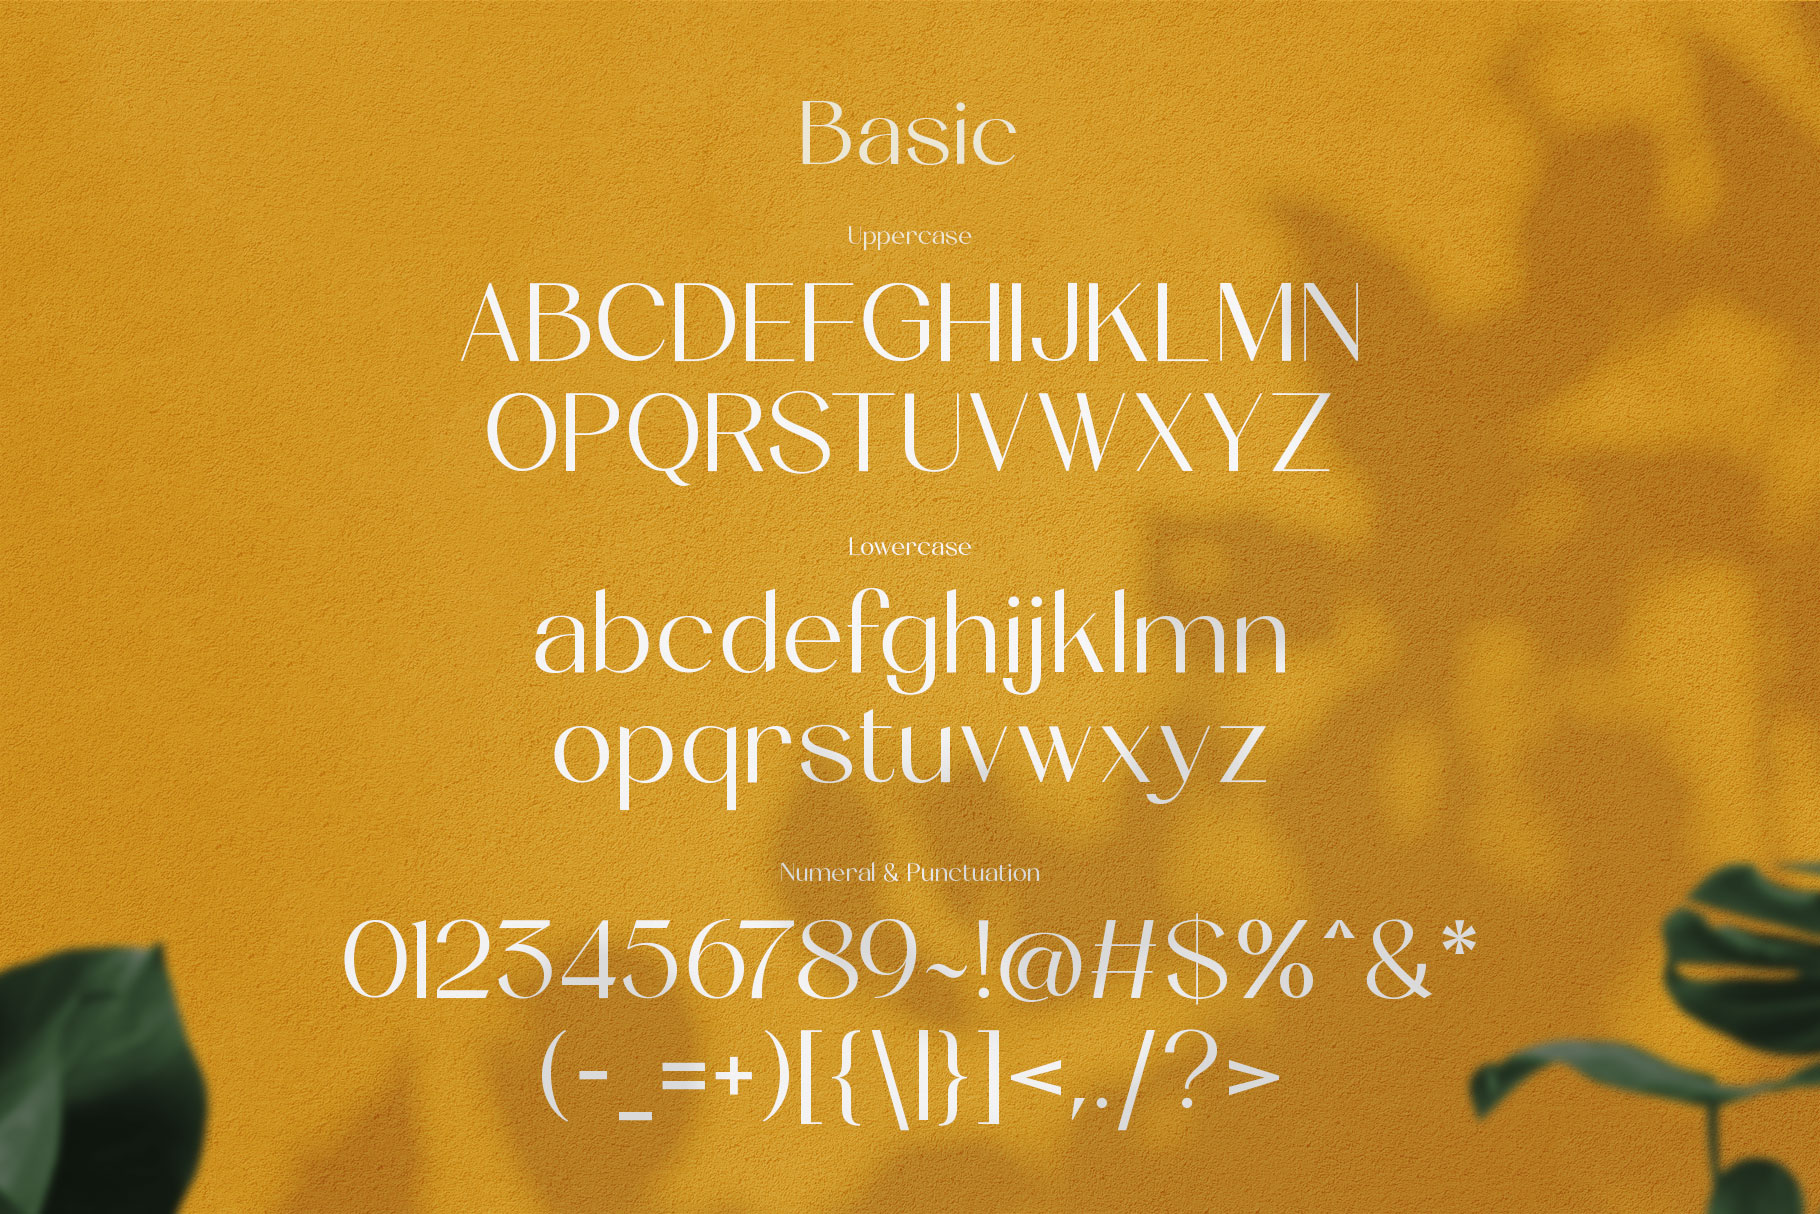 Basic
Uppercase
ABCDEFGHIJKLMN
OPQRSTUVWXYZ
Lowercase
abcdefghijklmn
opqrstuvwxyz
Numeral & Punctuation
0123456789~!@#$%^&*
(-_=+)[{\|}]<,./?>